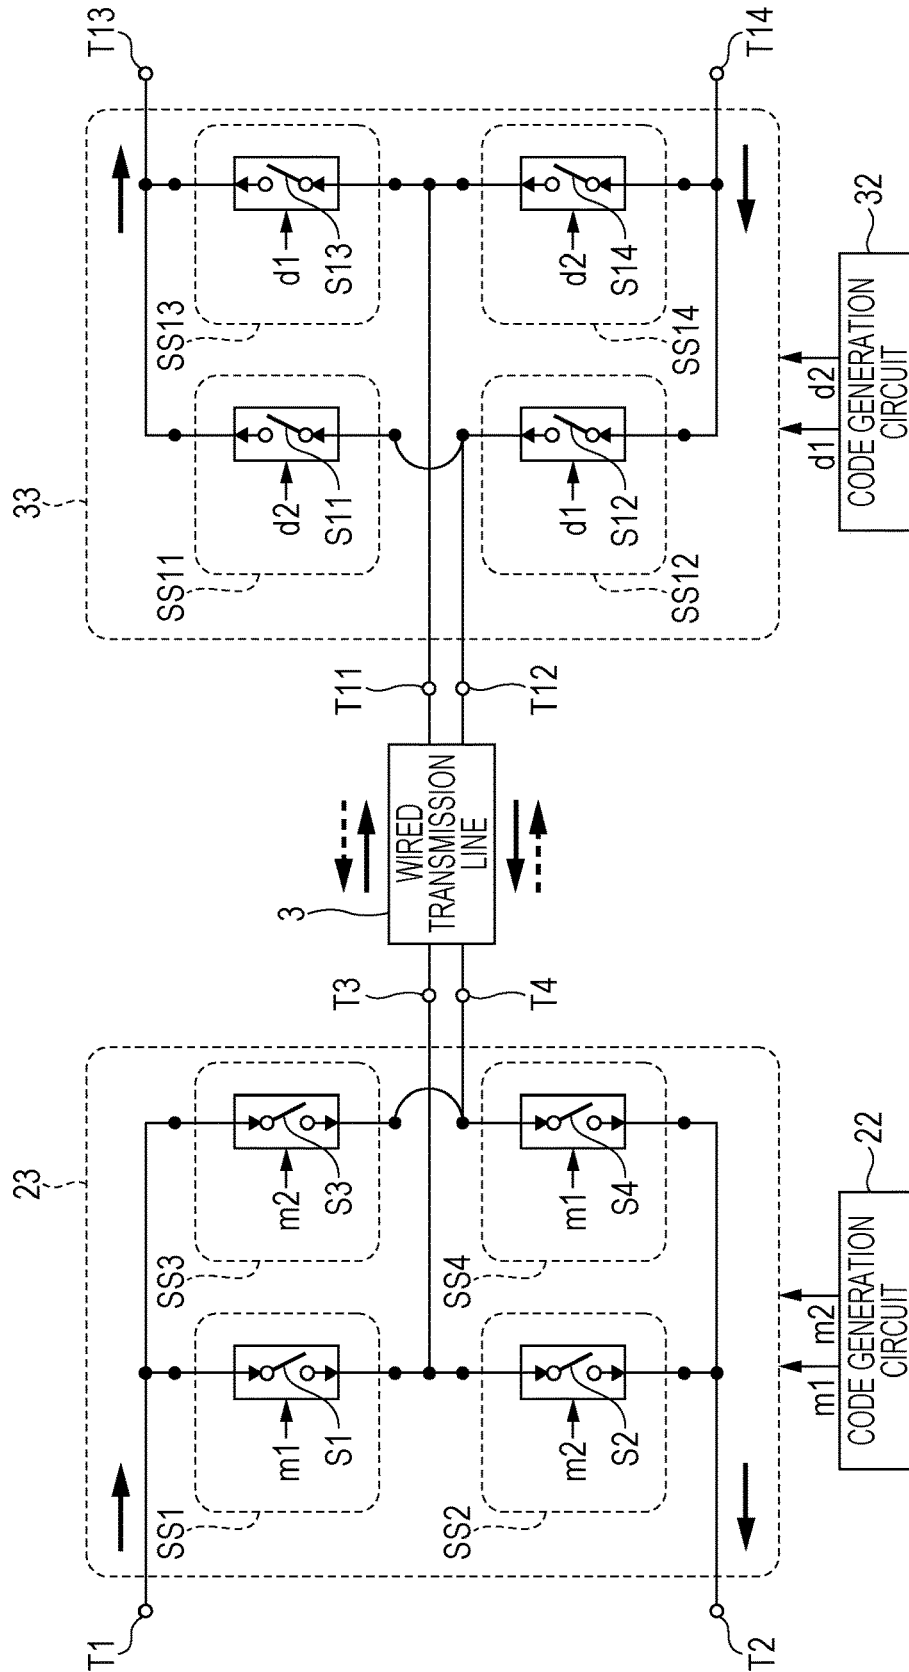 T1
T2
23
SS1
m1
S1
SS3
m2
S3
SS2
m2
S2
SS4
m1
S4
m1
m2
CODE GENERATION
CIRCUIT
22
T3
T4
3
WIRED
TRANSMISSION
LINE
T11
T12
33
SS11
d2
S11
SS13
d1
S13
SS12
d1
S12
SS14
d2
S14
d1
d2
CODE GENERATION
CIRCUIT
32
T13
T14